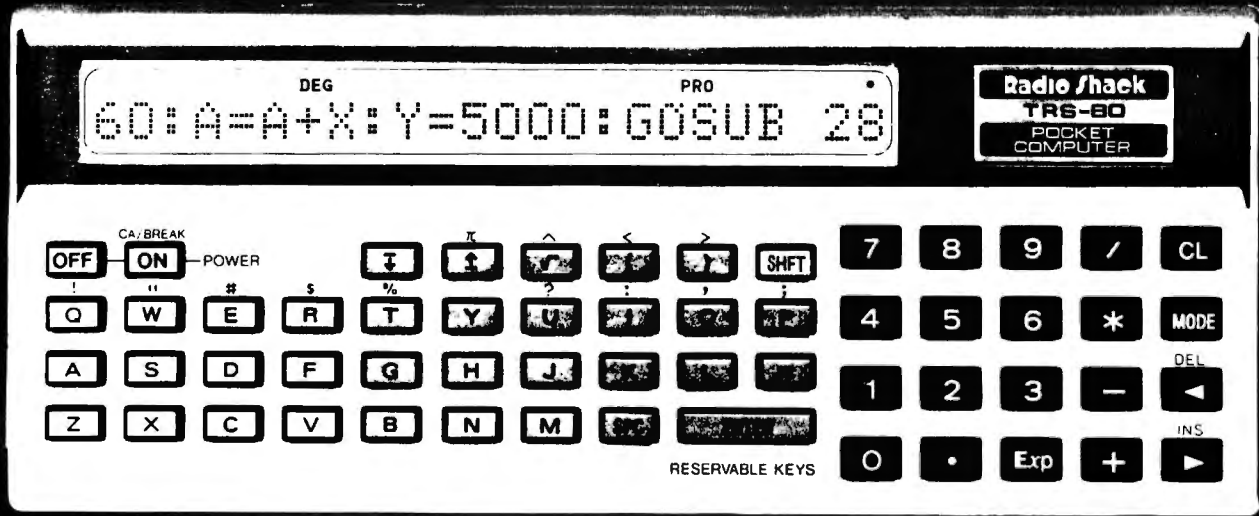 DEG PRO
60:A=A+X:Y=5000:GOSUB 28
Radio Shack
TRS-80
POCKET
COMPUTER
CA/BREAK
OFF ON POWER
π ^ < >
SHFT
7 8 9 / CL
! " # $ % ? : , ;
Q W E R T Y U I O P
4 5 6 * MODE
A S D F G H J
1 2 3 −
DEL
◄
Z X C V B N M SPC
0 • Exp +
INS
►
RESERVABLE KEYS